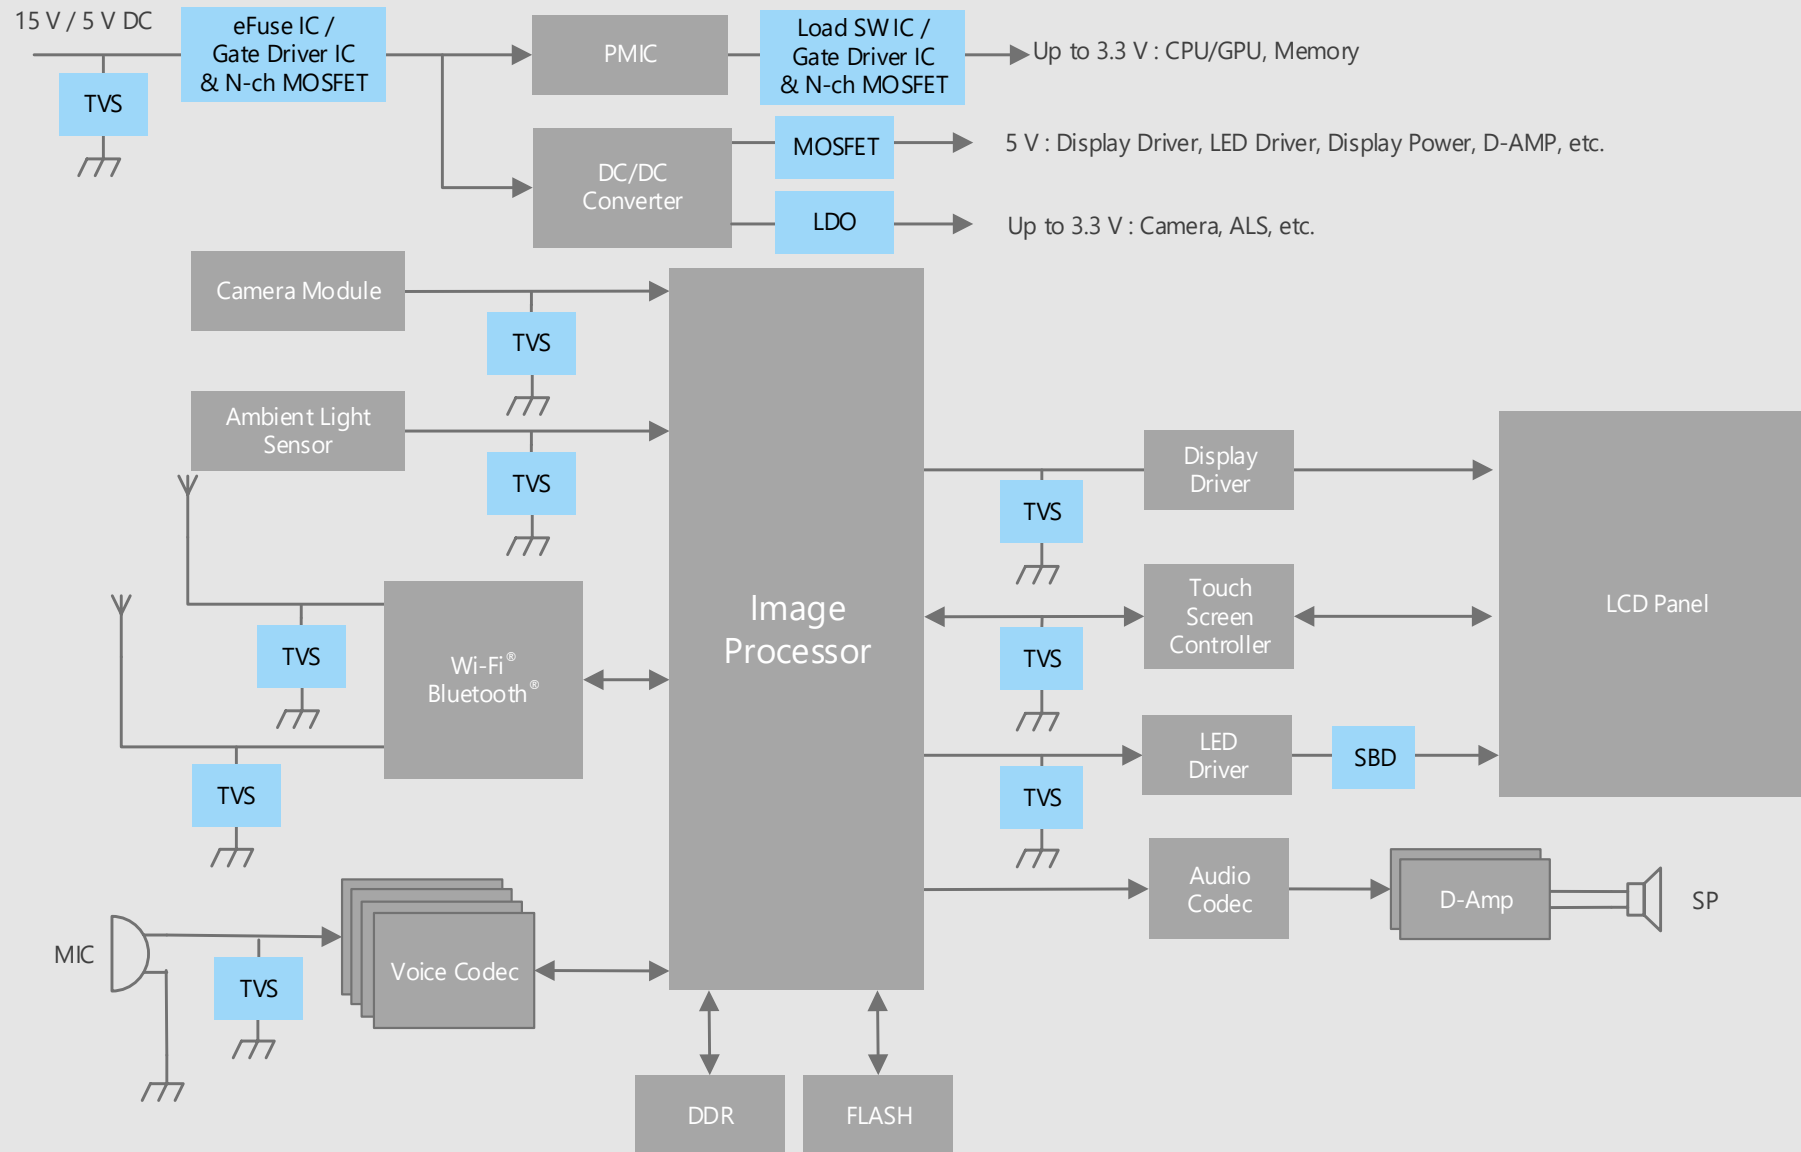 15 V / 5 V DC
eFuse IC /
Gate Driver IC
& N-ch MOSFET
TVS
PMIC
Load SW IC /
Gate Driver IC
& N-ch MOSFET
Up to 3.3 V : CPU/GPU, Memory
DC/DC
Converter
MOSFET
5 V : Display Driver, LED Driver, Display Power, D-AMP, etc.
LDO
Up to 3.3 V : Camera, ALS, etc.
Camera Module
TVS
Ambient Light
Sensor
TVS
Wi-Fi®
Bluetooth®
TVS
TVS
MIC
TVS
Voice Codec
Image
Processor
DDR
FLASH
Display
Driver
TVS
Touch
Screen
Controller
TVS
LED
Driver
TVS
SBD
LCD Panel
Audio
Codec
D-Amp
SP